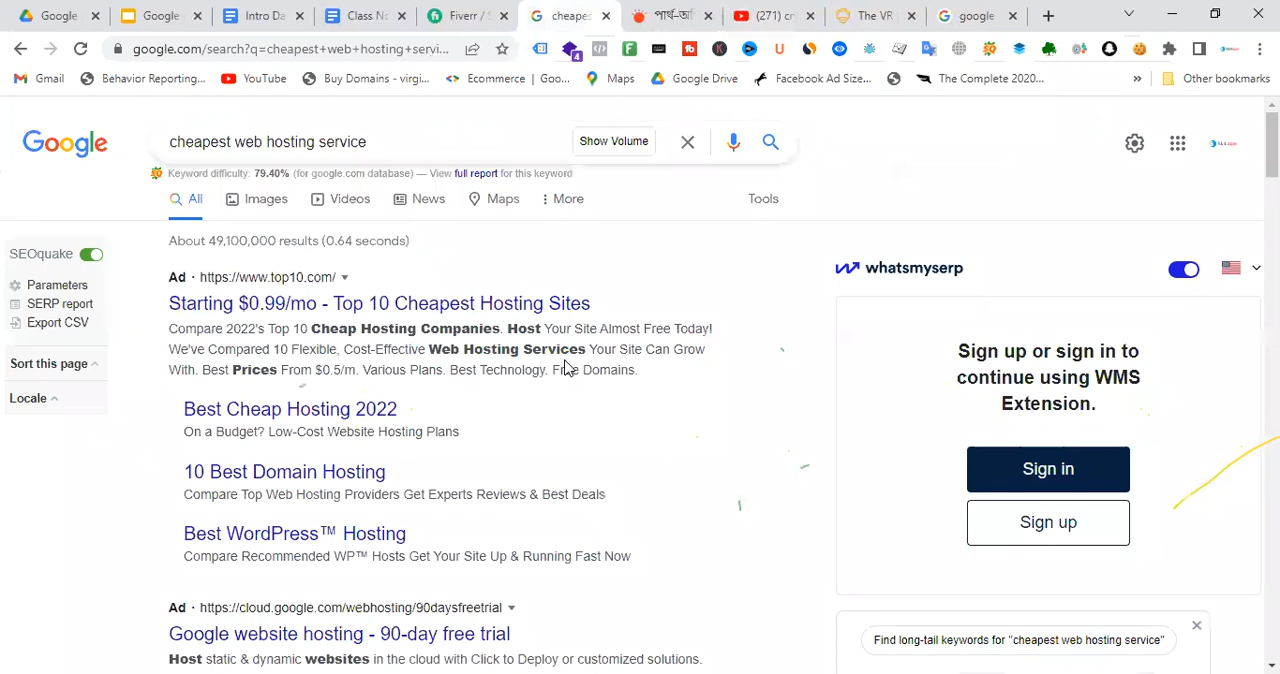 Google
Google
Intro Da
Class No
Fiverr /
cheapes
পার্থ-আ
(271) cr
The VR
google
google.com/search?q=cheapest+web+hosting+servi...
4
Gmail
Behavior Reporting...
YouTube
Buy Domains - virgi...
Ecommerce | Goo...
Maps
Google Drive
Facebook Ad Size...
The Complete 2020...
»
Other bookmarks
Google
cheapest web hosting service
Show Volume
Keyword difficulty: 79.40% (for google.com database) — View full report for this keyword
All
Images
Videos
News
Maps
More
Tools
About 49,100,000 results (0.64 seconds)
SEOquake
Parameters
SERP report
Export CSV
Sort this page
Locale
Ad · https://www.top10.com/
Starting $0.99/mo - Top 10 Cheapest Hosting Sites
Compare 2022's Top 10 Cheap Hosting Companies. Host Your Site Almost Free Today!
We've Compared 10 Flexible, Cost-Effective Web Hosting Services Your Site Can Grow
With. Best Prices From $0.5/m. Various Plans. Best Technology. Free Domains.
Best Cheap Hosting 2022
On a Budget? Low-Cost Website Hosting Plans
10 Best Domain Hosting
Compare Top Web Hosting Providers Get Experts Reviews & Best Deals
Best WordPress™ Hosting
Compare Recommended WP™ Hosts Get Your Site Up & Running Fast Now
Ad · https://cloud.google.com/webhosting/90daysfreetrial
Google website hosting - 90-day free trial
Host static & dynamic websites in the cloud with Click to Deploy or customized solutions.
whatsmyserp
Sign up or sign in to
continue using WMS
Extension.
Sign in
Sign up
Find long-tail keywords for "cheapest web hosting service"